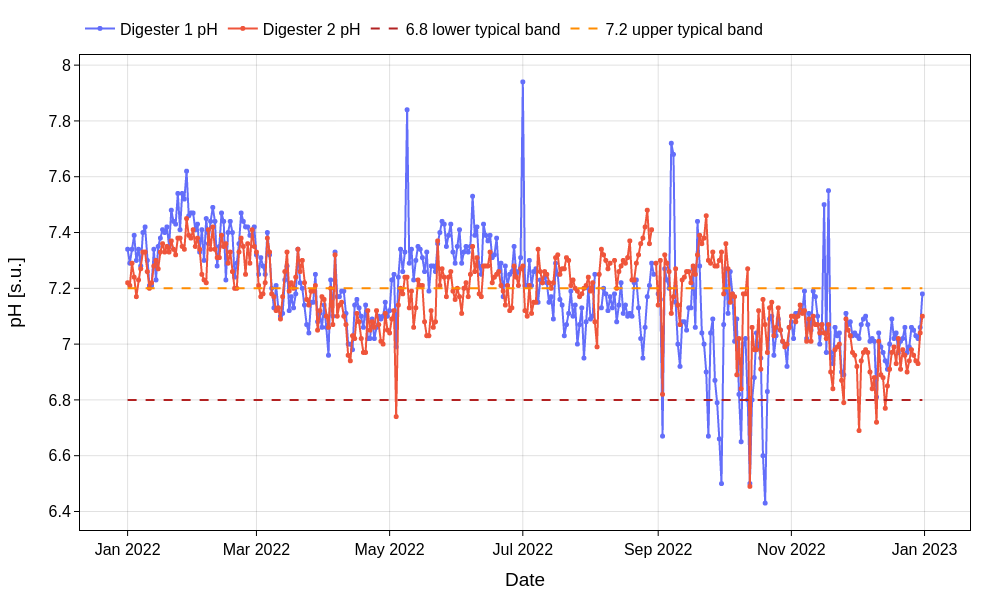 Digester 1 pH Digester 2 pH 6.8 lower typical band 7.2 upper typical band
8
7.8
7.6
7.4
7.2
7
6.8
6.6
6.4
pH [s.u.]
Jan 2022 Mar 2022 May 2022 Jul 2022 Sep 2022 Nov 2022 Jan 2023
Date